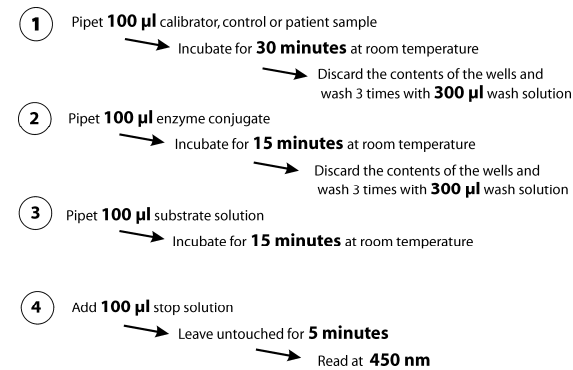 1 Pipet 100 µl calibrator, control or patient sample
Incubate for 30 minutes at room temperature
Discard the contents of the wells and
wash 3 times with 300 µl wash solution
2 Pipet 100 µl enzyme conjugate
Incubate for 15 minutes at room temperature
Discard the contents of the wells and
wash 3 times with 300 µl wash solution
3 Pipet 100 µl substrate solution
Incubate for 15 minutes at room temperature
4 Add 100 µl stop solution
Leave untouched for 5 minutes
Read at 450 nm